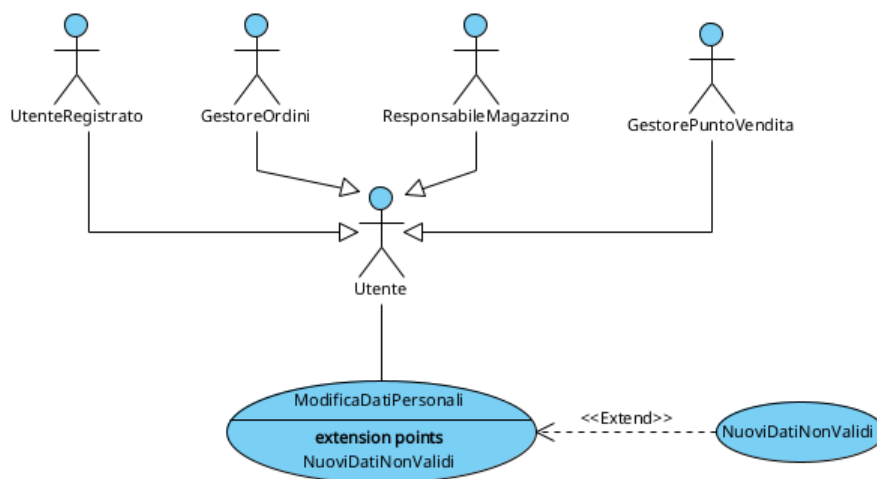 UtenteRegistrato
GestoreOrdini
ResponsabileMagazzino
GestorePuntoVendita
Utente
ModificaDatiPersonali
extension points
NuoviDatiNonValidi
<<Extend>>
NuoviDatiNonValidi